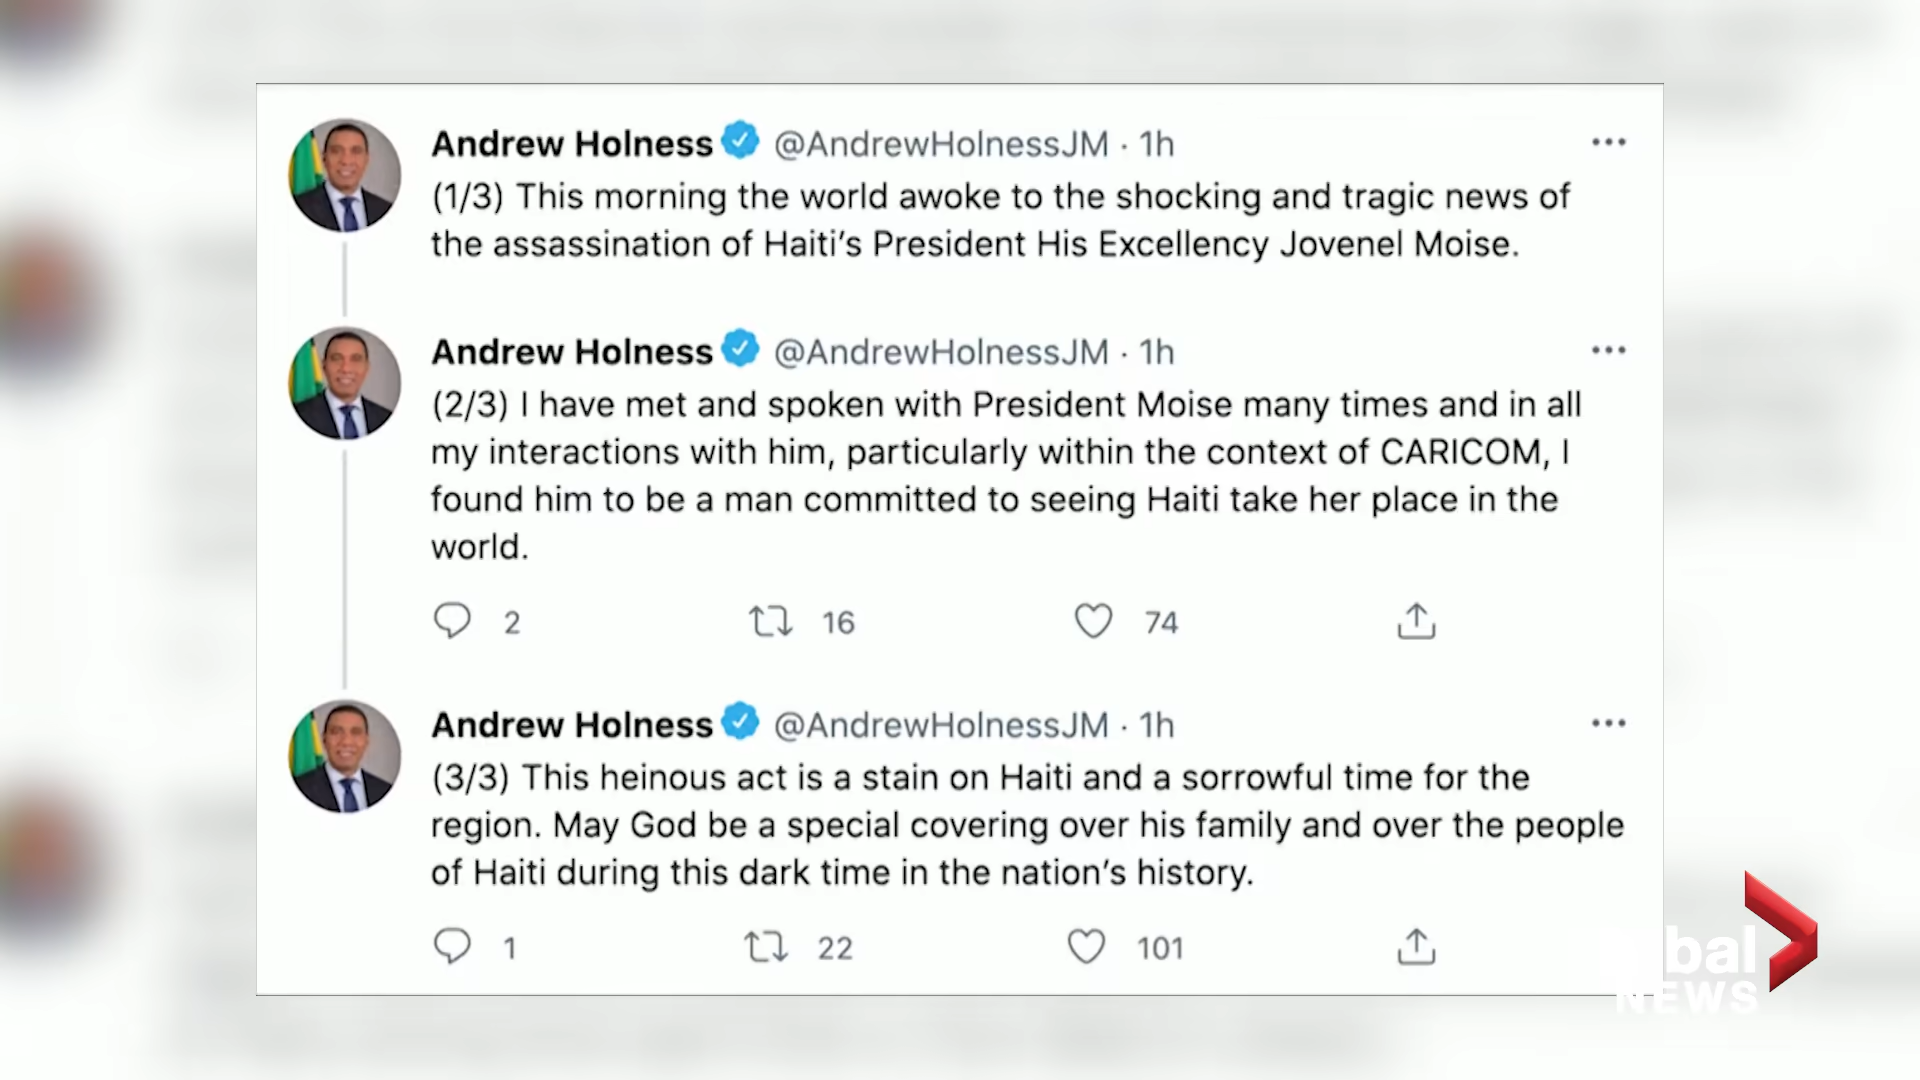 Andrew Holness @AndrewHolnessJM · 1h
(1/3) This morning the world awoke to the shocking and tragic news of
the assassination of Haiti’s President His Excellency Jovenel Moise.
Andrew Holness @AndrewHolnessJM · 1h
(2/3) I have met and spoken with President Moise many times and in all
my interactions with him, particularly within the context of CARICOM, I
found him to be a man committed to seeing Haiti take her place in the
world.
2 16 74
Andrew Holness @AndrewHolnessJM · 1h
(3/3) This heinous act is a stain on Haiti and a sorrowful time for the
region. May God be a special covering over his family and over the people
of Haiti during this dark time in the nation’s history.
1 22 101
bal
NEWS